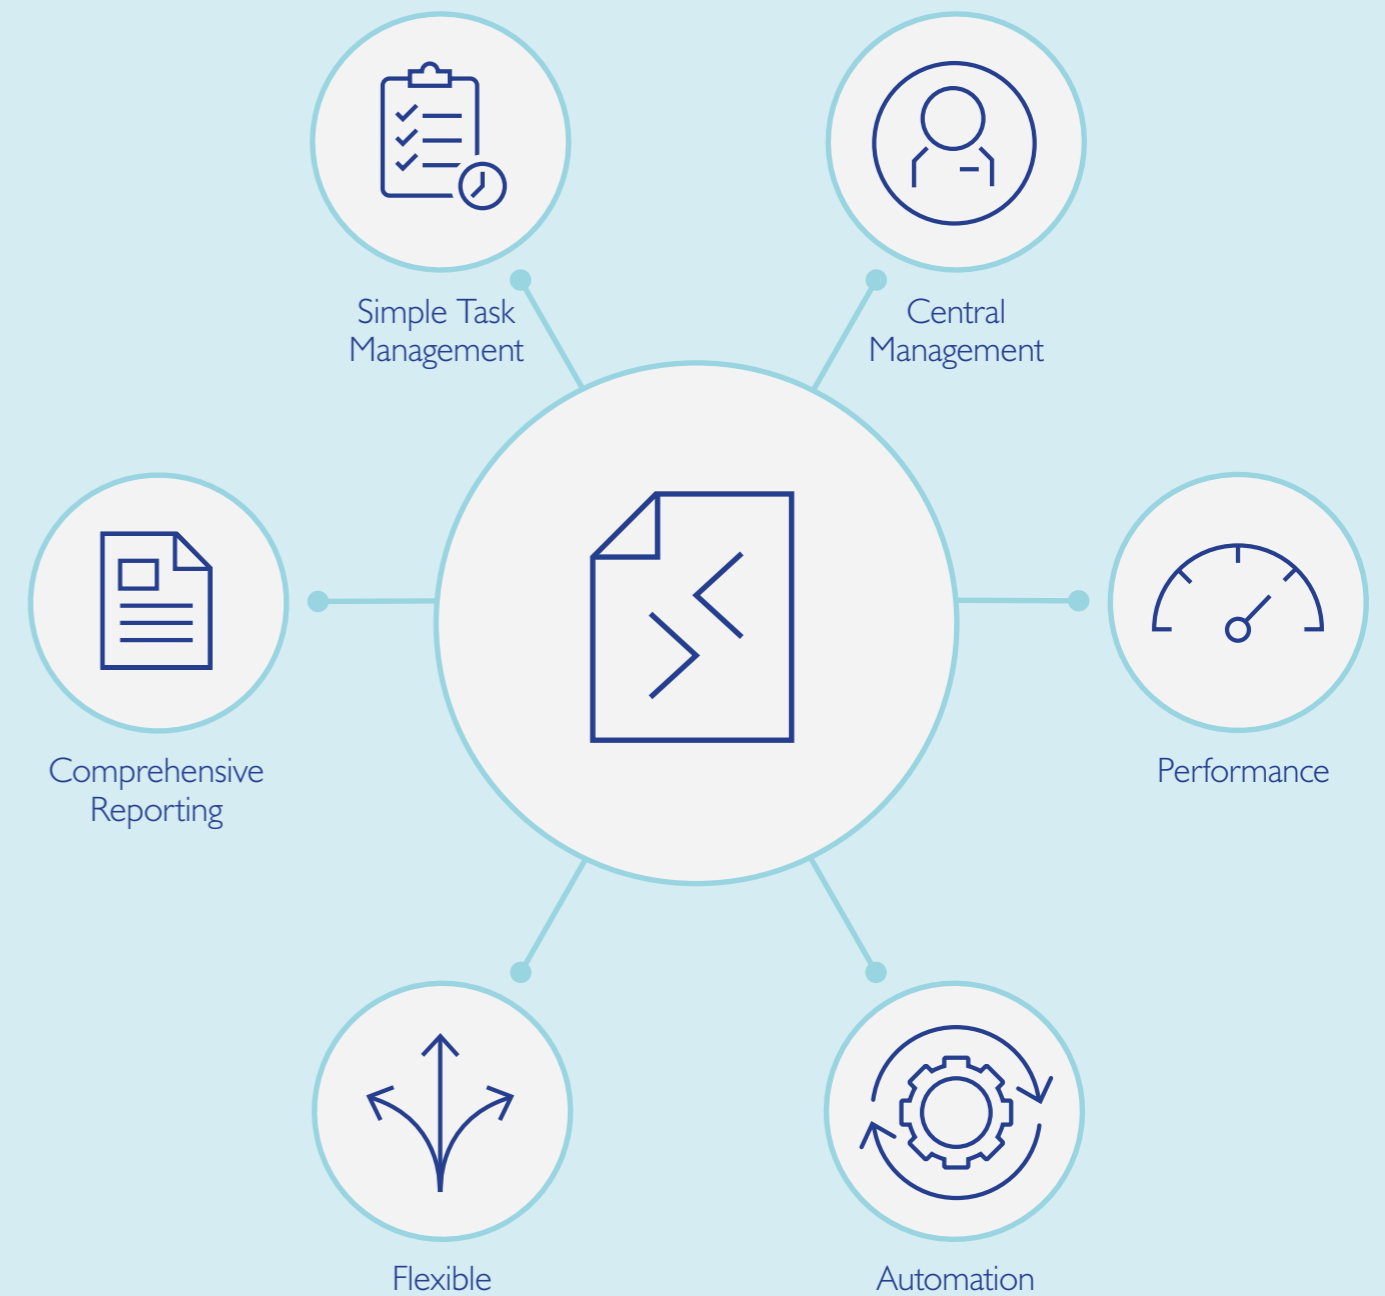 Simple Task
Management
Central
Management
Comprehensive
Reporting
Performance
Flexible
Automation